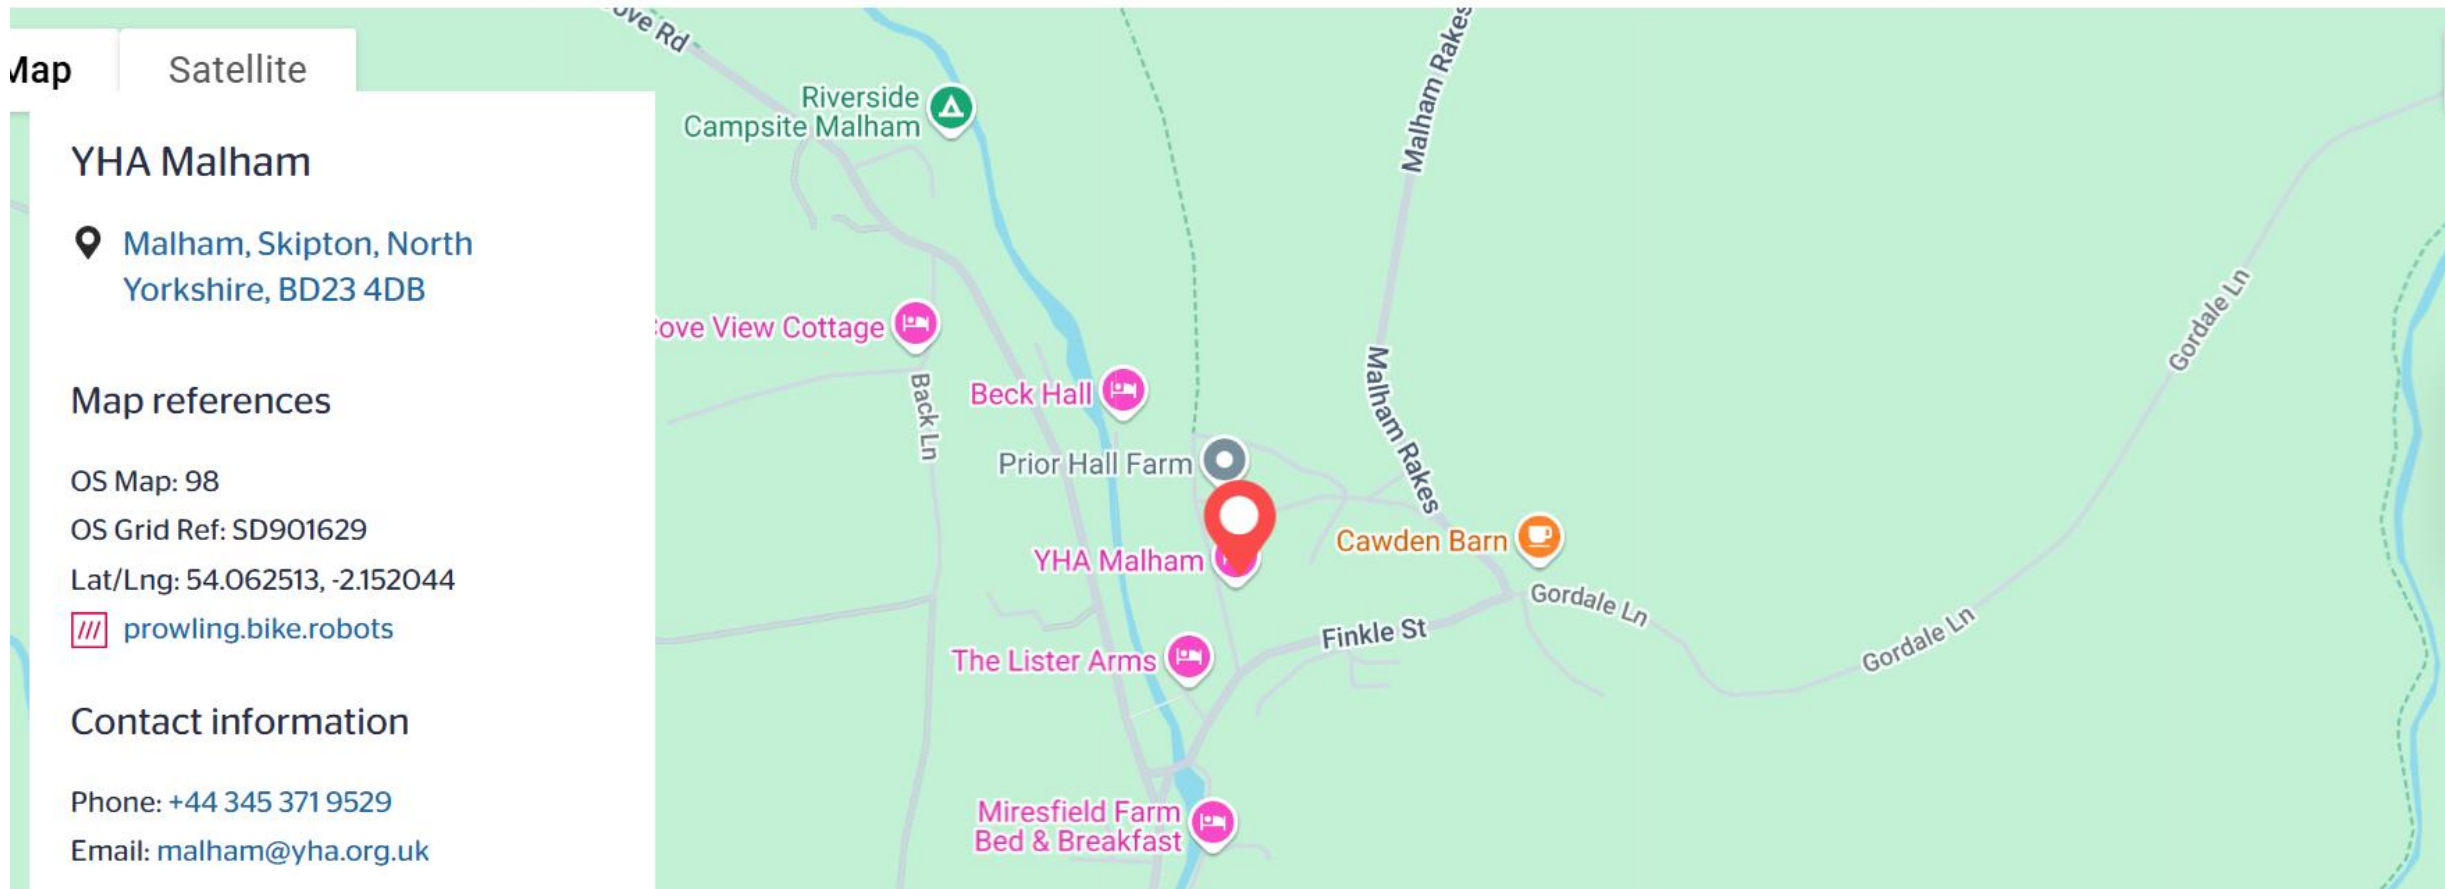 Map
Satellite
YHA Malham
Malham, Skipton, North
Yorkshire, BD23 4DB
Map references
OS Map: 98
OS Grid Ref: SD901629
Lat/Lng: 54.062513, -2.152044
/// prowling.bike.robots
Contact information
Phone: +44 345 371 9529
Email: malham@yha.org.uk
ove Rd
Riverside
Campsite Malham
Malham Rakes
Gordale Ln
ove View Cottage
Back Ln
Beck Hall
Malham Rakes
Prior Hall Farm
Cawden Barn
YHA Malham
Gordale Ln
Finkle St
Gordale Ln
The Lister Arms
Miresfield Farm
Bed & Breakfast